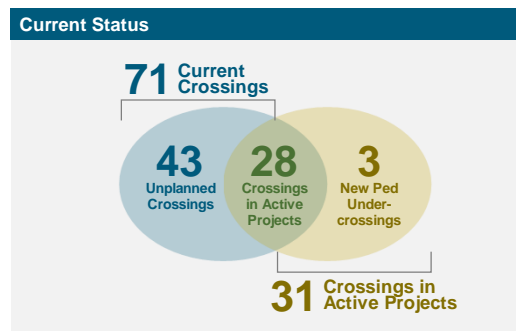 Current Status
71 Current
Crossings
43
Unplanned
Crossings
28
Crossings
in Active
Projects
3
New Ped
Under-
crossings
31 Crossings in
Active Projects